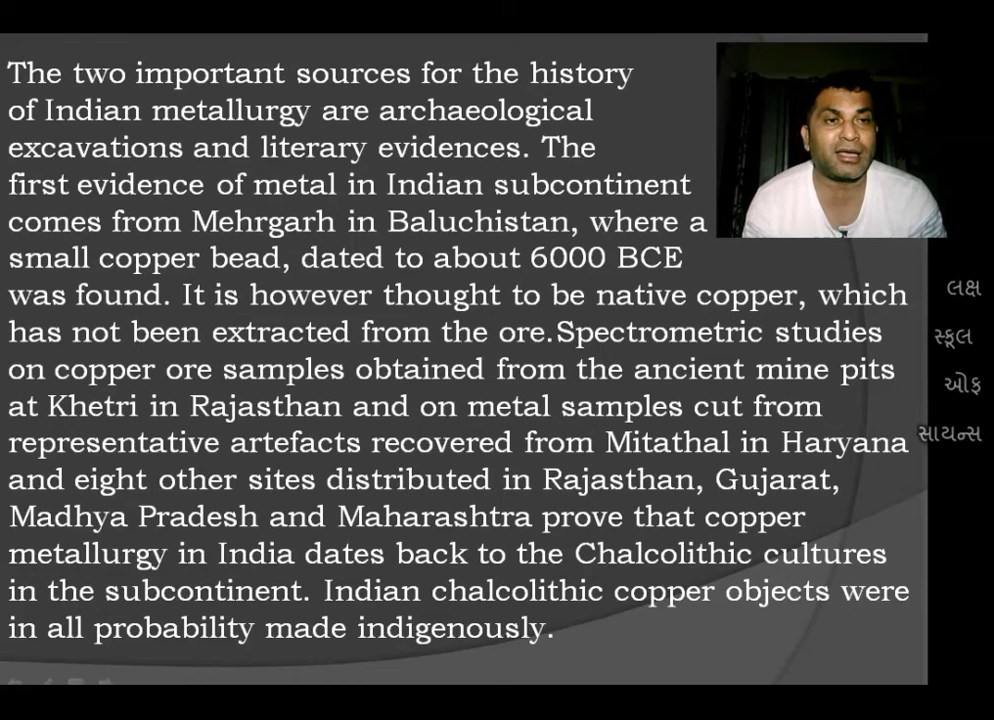 The two important sources for the history
of Indian metallurgy are archaeological
excavations and literary evidences. The
first evidence of metal in Indian subcontinent
comes from Mehrgarh in Baluchistan, where a
small copper bead, dated to about 6000 BCE
was found. It is however thought to be native copper, which
has not been extracted from the ore.Spectrometric studies
on copper ore samples obtained from the ancient mine pits
at Khetri in Rajasthan and on metal samples cut from
representative artefacts recovered from Mitathal in Haryana
and eight other sites distributed in Rajasthan, Gujarat,
Madhya Pradesh and Maharashtra prove that copper
metallurgy in India dates back to the Chalcolithic cultures
in the subcontinent. Indian chalcolithic copper objects were
in all probability made indigenously.
લક્ષ
સ્કૂલ
ઓફ
સાયન્સ